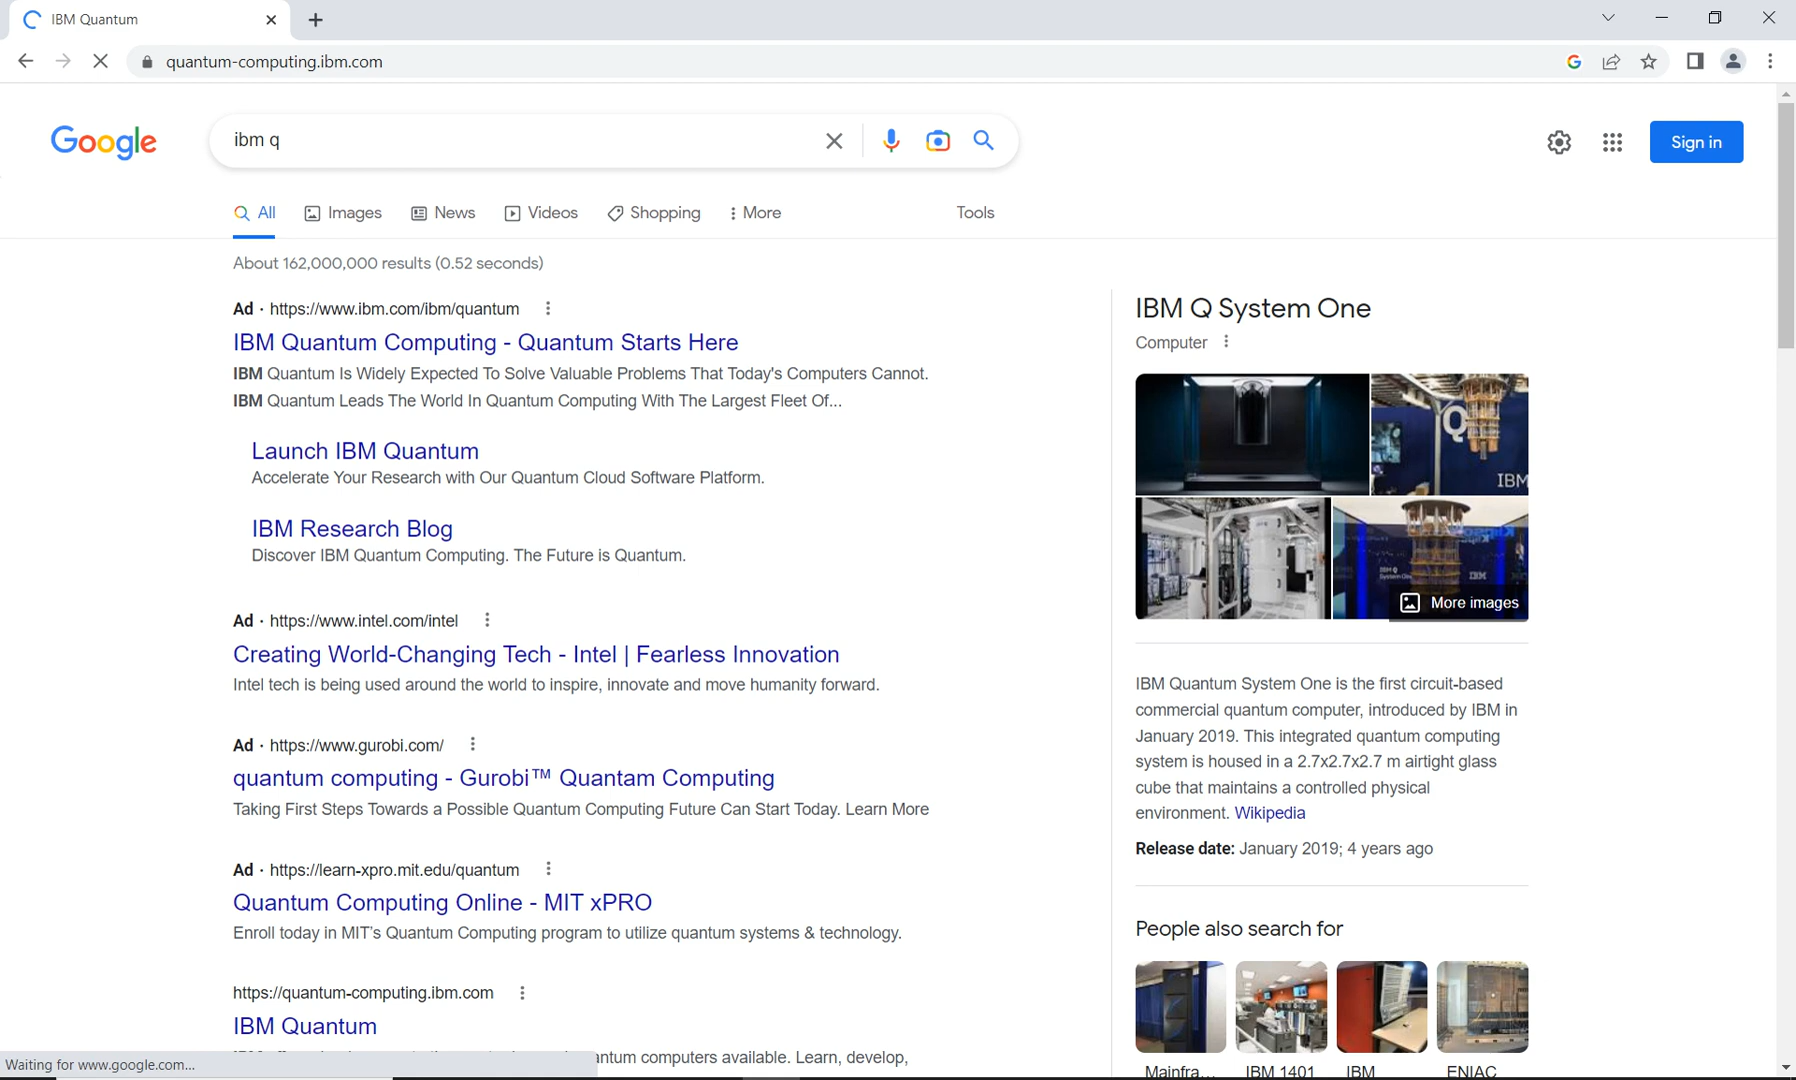 IBM Quantum
quantum-computing.ibm.com
Google
ibm q
Sign in
All
Images
News
Videos
Shopping
More
Tools
About 162,000,000 results (0.52 seconds)
Ad · https://www.ibm.com/ibm/quantum
IBM Quantum Computing - Quantum Starts Here
IBM Quantum Is Widely Expected To Solve Valuable Problems That Today's Computers Cannot.
IBM Quantum Leads The World In Quantum Computing With The Largest Fleet Of...
Launch IBM Quantum
Accelerate Your Research with Our Quantum Cloud Software Platform.
IBM Research Blog
Discover IBM Quantum Computing. The Future is Quantum.
Ad · https://www.intel.com/intel
Creating World-Changing Tech - Intel | Fearless Innovation
Intel tech is being used around the world to inspire, innovate and move humanity forward.
Ad · https://www.gurobi.com/
quantum computing - Gurobi™ Quantam Computing
Taking First Steps Towards a Possible Quantum Computing Future Can Start Today. Learn More
Ad · https://learn-xpro.mit.edu/quantum
Quantum Computing Online - MIT xPRO
Enroll today in MIT's Quantum Computing program to utilize quantum systems & technology.
https://quantum-computing.ibm.com
IBM Quantum
antum computers available. Learn, develop,
Waiting for www.google.com...
IBM Q System One
Computer
Q
IBM
IBM Q
System One
IBM
More images
IBM Quantum System One is the first circuit-based
commercial quantum computer, introduced by IBM in
January 2019. This integrated quantum computing
system is housed in a 2.7x2.7x2.7 m airtight glass
cube that maintains a controlled physical
environment. Wikipedia
Release date: January 2019; 4 years ago
People also search for
Mainfra...
IBM 1401
IBM
ENIAC